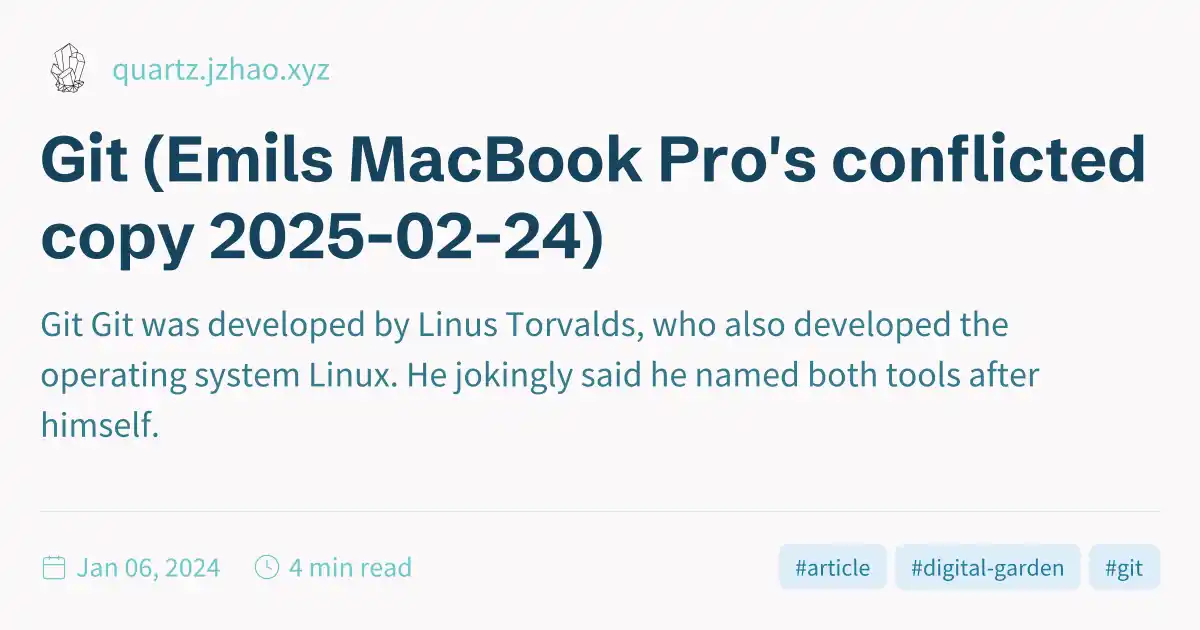 quartz.jzhao.xyz
Git (Emils MacBook Pro's conflicted
copy 2025-02-24)
Git Git was developed by Linus Torvalds, who also developed the
operating system Linux. He jokingly said he named both tools after
himself.
Jan 06, 2024 4 min read #article #digital-garden #git